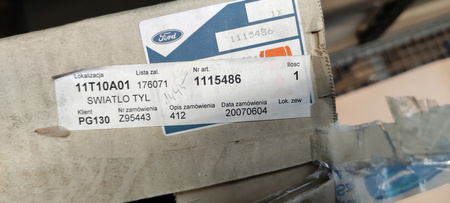 Ford
1X
1115486
Lokalizacja Lista zal. Nr art. Ilosc
11T10A01 176071 1115486 1
SWIATLO TYL
Klient Nr zamówienia Opis zamówienia Data zamówienia Lok. zew
PG130 Z95443 412 20070604